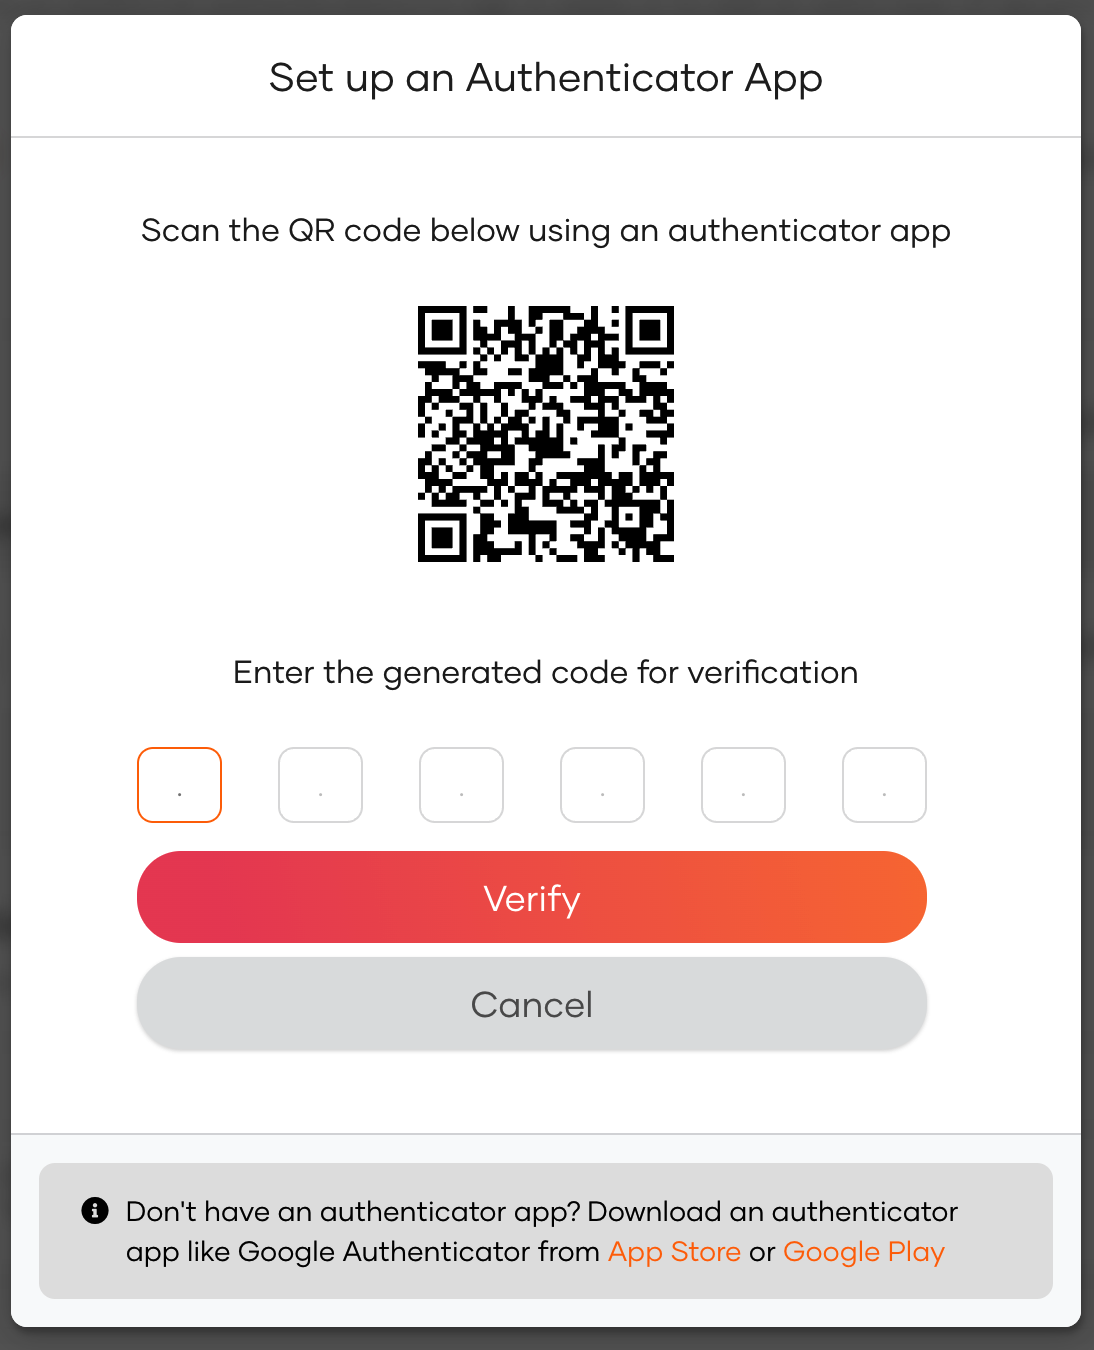 Set up an Authenticator App
Scan the QR code below using an authenticator app
Enter the generated code for verification
Verify
Cancel
Don't have an authenticator app? Download an authenticator
app like Google Authenticator from App Store or Google Play